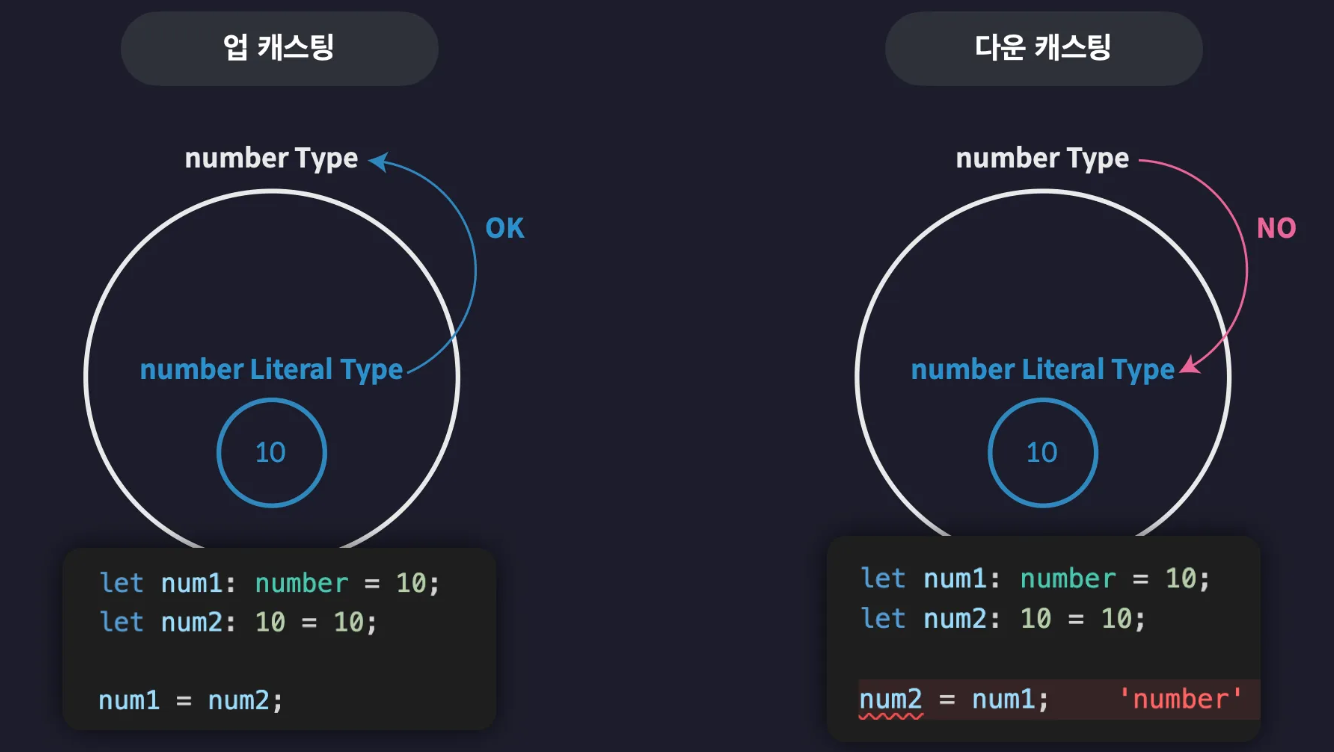 업 캐스팅
number Type
OK
number Literal Type
10
let num1: number = 10;
let num2: 10 = 10;
num1 = num2;
다운 캐스팅
number Type
NO
number Literal Type
10
let num1: number = 10;
let num2: 10 = 10;
num2 = num1; 'number'